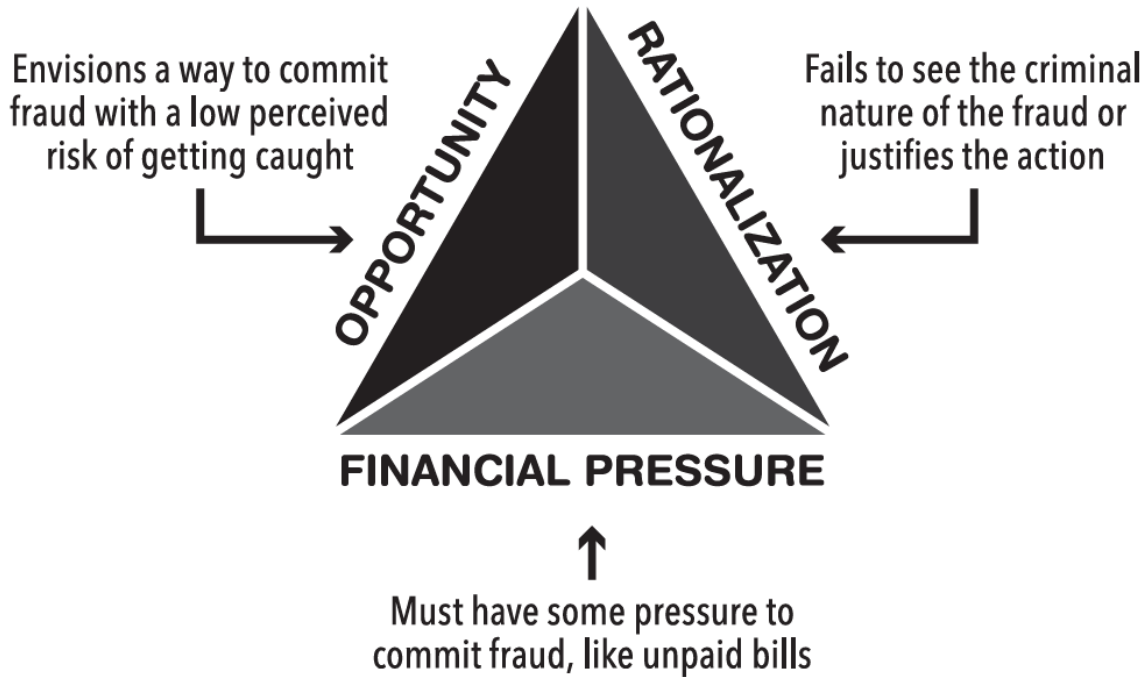 Envisions a way to commit
fraud with a low perceived
risk of getting caught
OPPORTUNITY
RATIONALIZATION
Fails to see the criminal
nature of the fraud or
justifies the action
FINANCIAL PRESSURE
Must have some pressure to
commit fraud, like unpaid bills